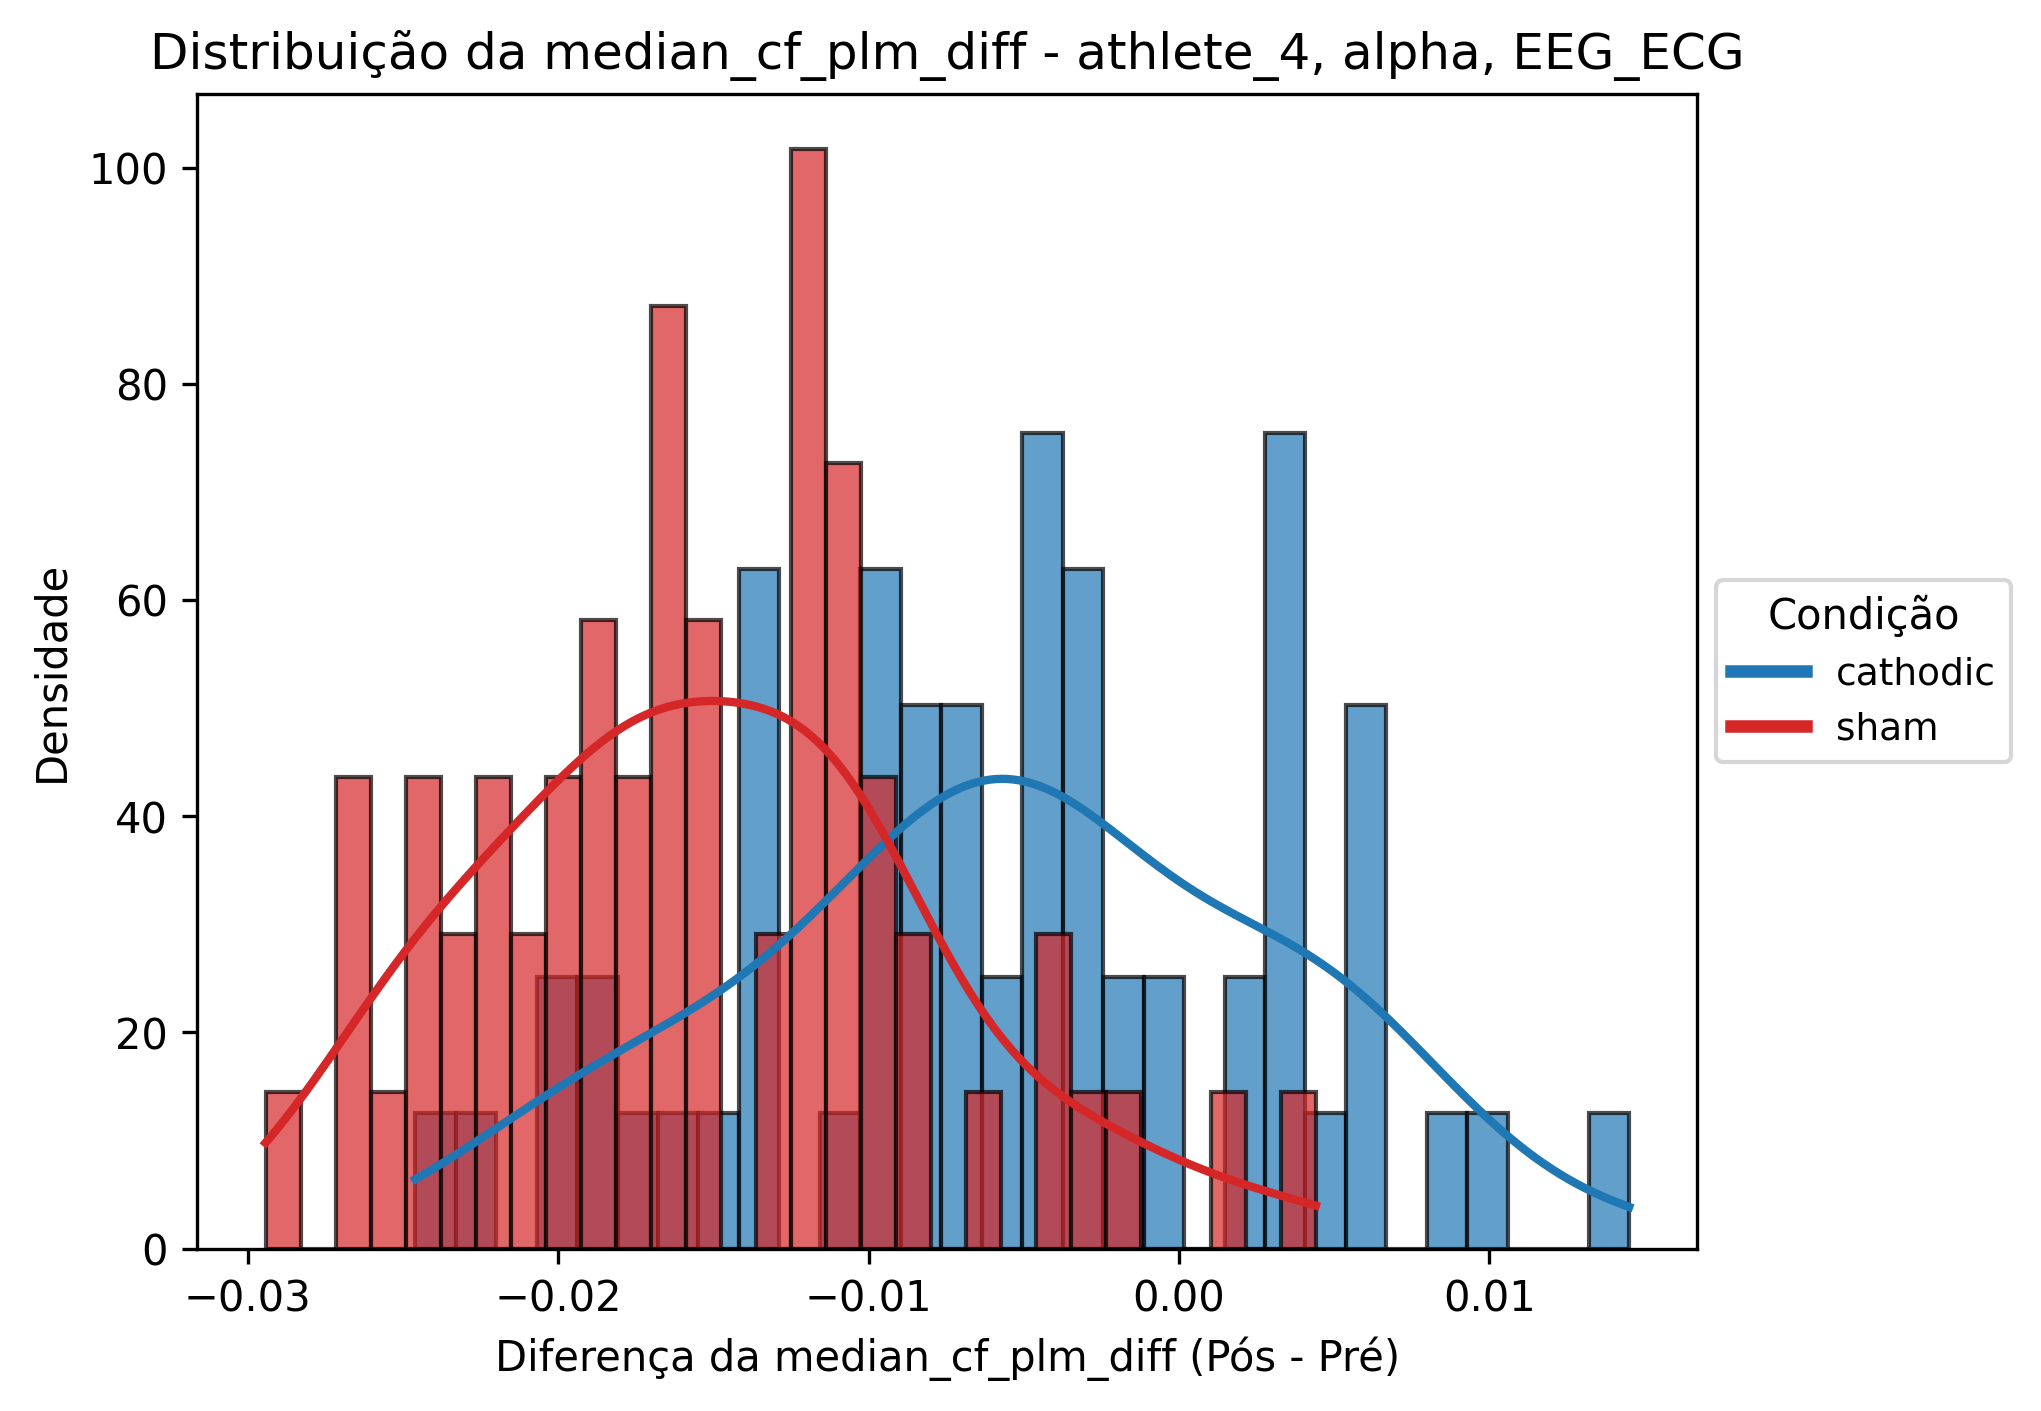 Distribuição da median_cf_plm_diff - athlete_4, alpha, EEG_ECG
Densidade
100
80
60
40
20
0
−0.03
−0.02
−0.01
0.00
0.01
Diferença da median_cf_plm_diff (Pós - Pré)
Condição
cathodic
sham